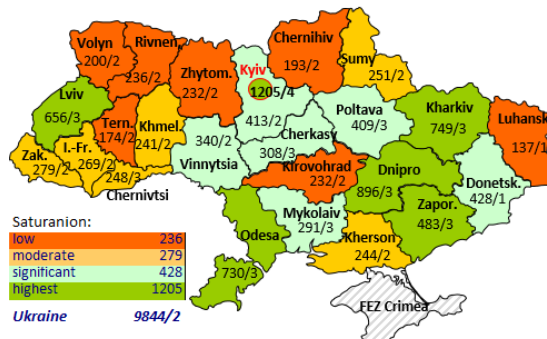 Volyn
200/2
Rivnen.
236/2
Zhytom.
232/2
Kyiv
1205/4
413/2
Chernihiv
193/2
Sumy
251/2
Lviv
656/3
Tern.
174/2
Khmel.
241/2
340/2
Vinnytsia
Cherkasy
308/3
Poltava
409/3
Kharkiv
749/3
Luhansk
137/1
Zak.
279/2
I.-Fr.
269/2
248/3
Chernivtsi
Kirovohrad
232/2
Dnipro
896/3
Donetsk.
428/1
Zapor.
483/3
Mykolaiv
291/3
Odesa
730/3
Kherson
244/2
FEZ Crimea
Saturanion:
low 236
moderate 279
significant 428
highest 1205
Ukraine 9844/2